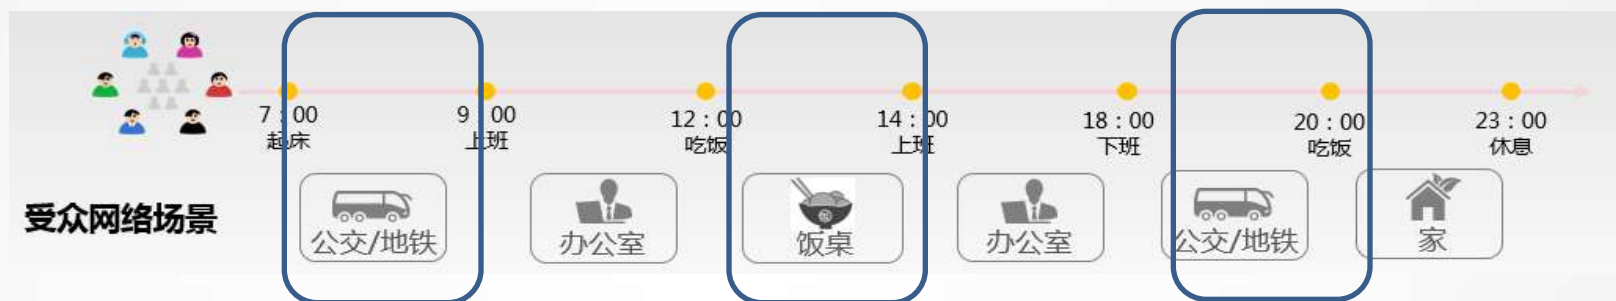 7：00
起床
9：00
上班
12：00
吃饭
14：00
上班
18：00
下班
20：00
吃饭
23：00
休息
受众网络场景
公交/地铁
办公室
饭桌
办公室
公交/地铁
家